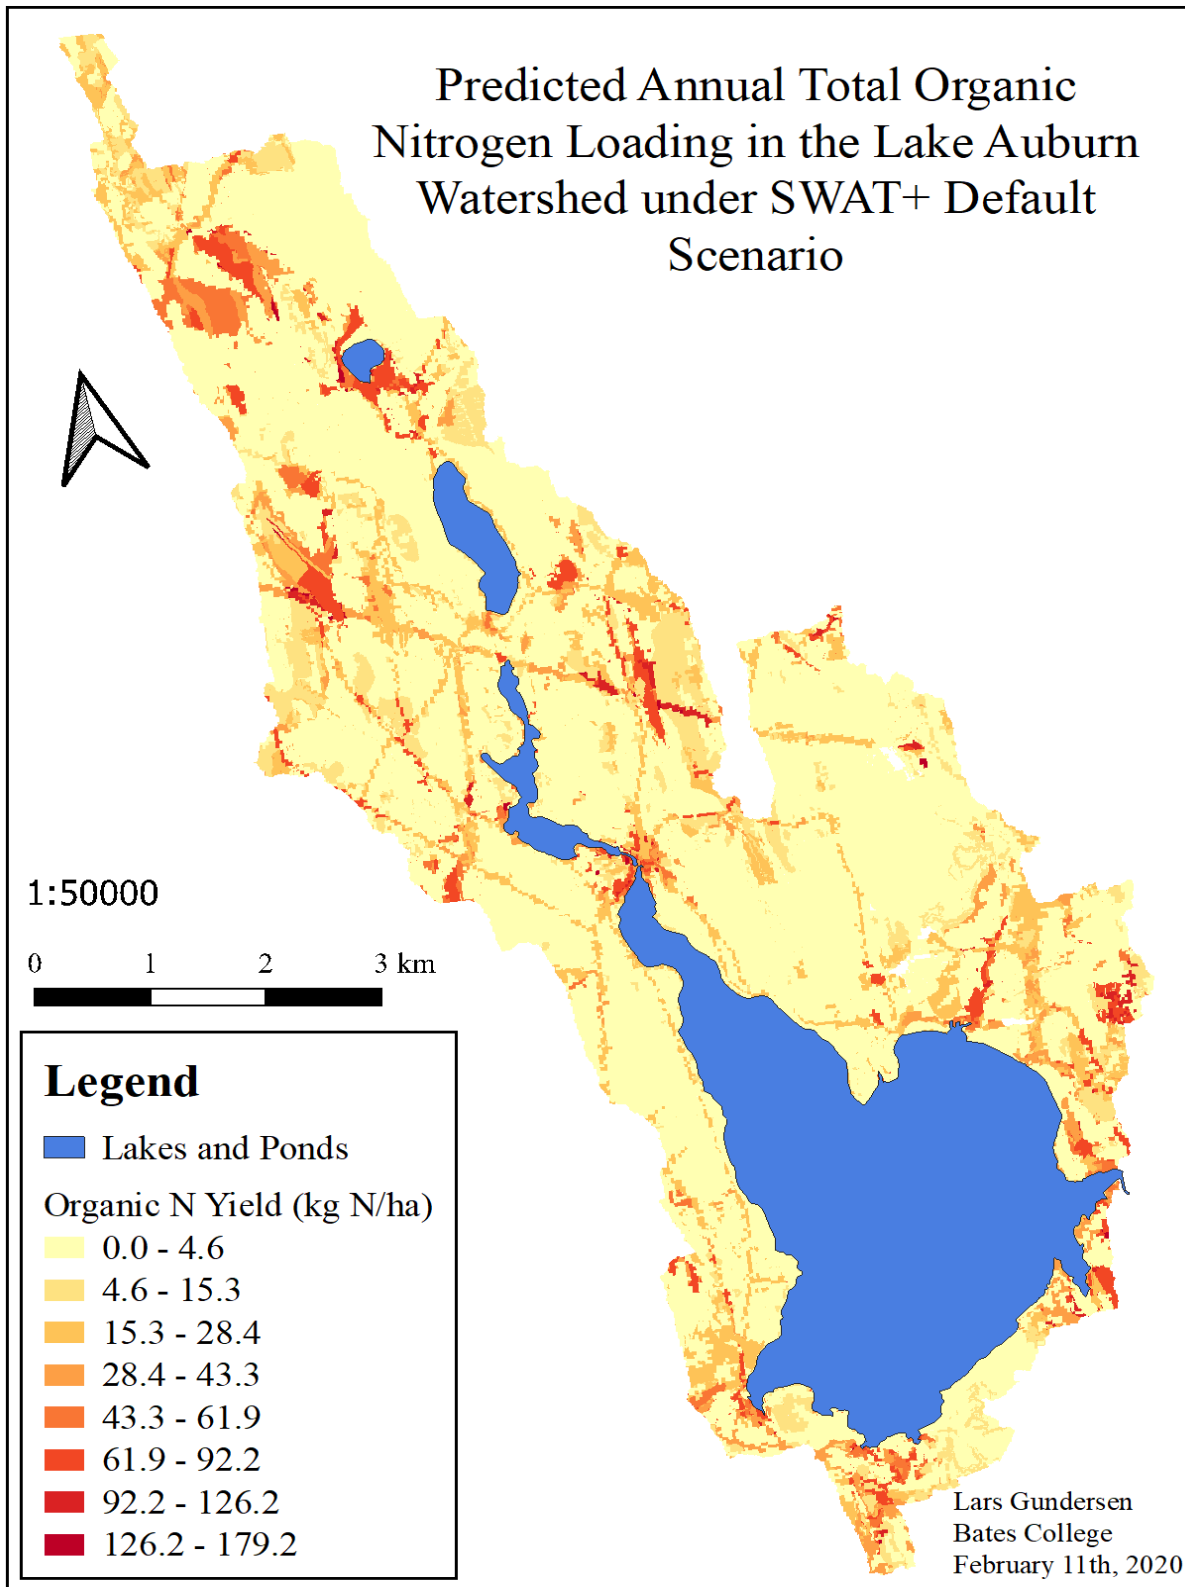 Predicted Annual Total Organic
Nitrogen Loading in the Lake Auburn
Watershed under SWAT+ Default
Scenario
1:50000
0 1 2 3 km
Legend
Lakes and Ponds
Organic N Yield (kg N/ha)
0.0 - 4.6
4.6 - 15.3
15.3 - 28.4
28.4 - 43.3
43.3 - 61.9
61.9 - 92.2
92.2 - 126.2
126.2 - 179.2
Lars Gundersen
Bates College
February 11th, 2020